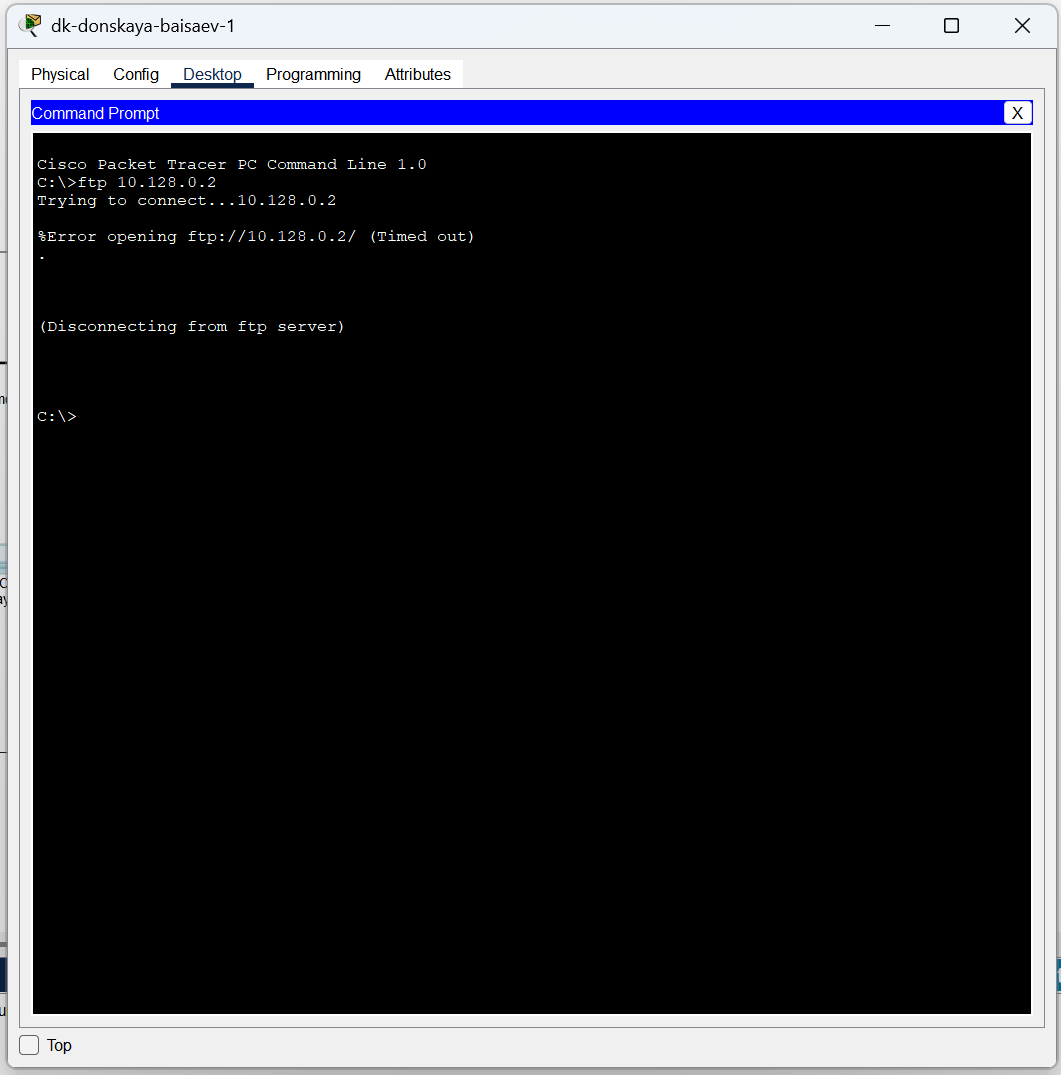 dk-donskaya-baisaev-1
Physical Config Desktop Programming Attributes
Command Prompt X
Cisco Packet Tracer PC Command Line 1.0
C:\>ftp 10.128.0.2
Trying to connect...10.128.0.2
%Error opening ftp://10.128.0.2/ (Timed out)
.
(Disconnecting from ftp server)
C:\>
Top